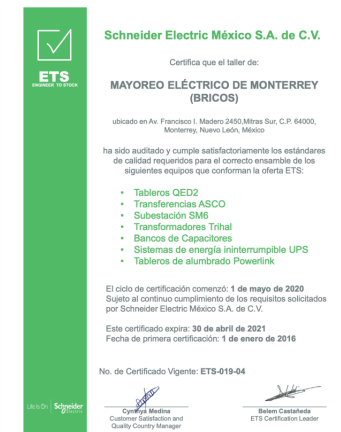 Schneider Electric México S.A. de C.V.
Certifica que el taller de:
MAYOREO ELÉCTRICO DE MONTERREY
(BRICOS)
ubicado en Av. Francisco I. Madero 2450,Mitras Sur, C.P. 64000,
Monterrey, Nuevo León, México
ha sido auditado y cumple satisfactoriamente los estándares
de calidad requeridos para el correcto ensamble de los
siguientes equipos que conforman la oferta ETS:
• Tableros QED2
• Transferencias ASCO
• Subestación SM6
• Transformadores Trihal
• Bancos de Capacitores
• Sistemas de energía ininterrumpible UPS
• Tableros de alumbrado Powerlink
El ciclo de certificación comenzó: 1 de mayo de 2020
Sujeto al continuo cumplimiento de los requisitos solicitados
por Schneider Electric México S.A. de C.V.
Este certificado expira: 30 de abril de 2021
Fecha de primera certificación: 1 de enero de 2016
No. de Certificado Vigente: ETS-019-04
Cynthya Medina
Customer Satisfaction and
Quality Country Manager
Belem Castañeda
ETS Certification Leader
ETS
ENGINEER TO STOCK
Life Is On
Schneider
Electric